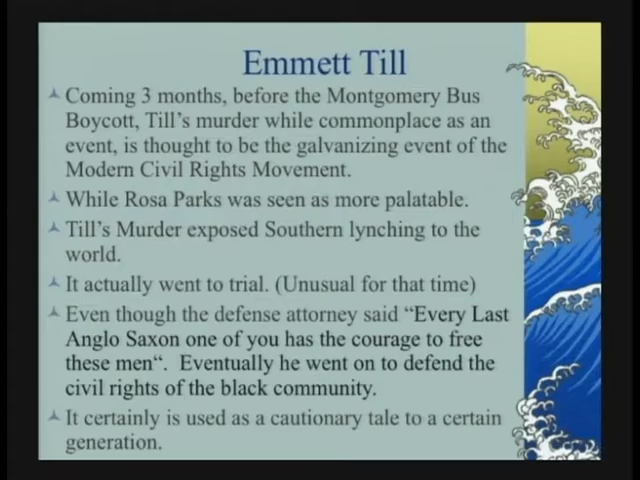 Emmett Till
Coming 3 months, before the Montgomery Bus
Boycott, Till's murder while commonplace as an
event, is thought to be the galvanizing event of the
Modern Civil Rights Movement.
While Rosa Parks was seen as more palatable.
Till's Murder exposed Southern lynching to the
world.
It actually went to trial. (Unusual for that time)
Even though the defense attorney said “Every Last
Anglo Saxon one of you has the courage to free
these men“. Eventually he went on to defend the
civil rights of the black community.
It certainly is used as a cautionary tale to a certain
generation.